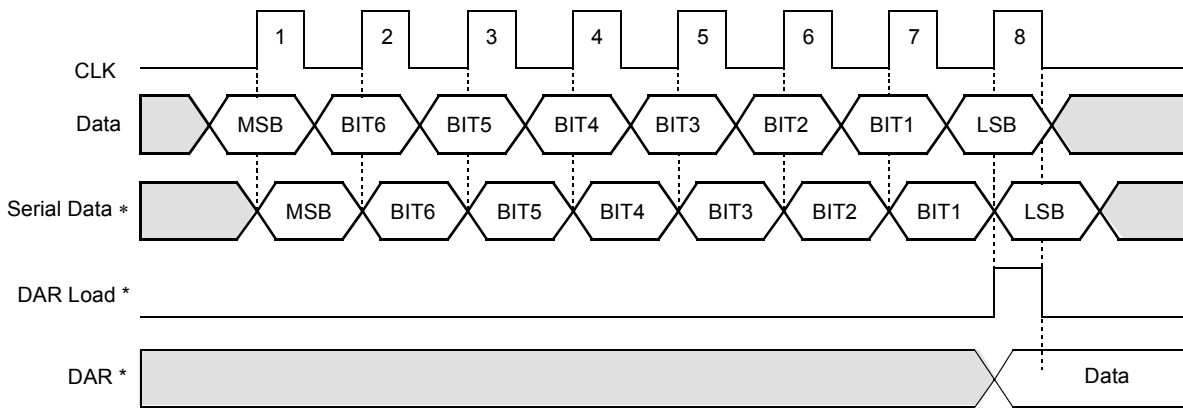 1 2 3 4 5 6 7 8
CLK
Data MSB BIT6 BIT5 BIT4 BIT3 BIT2 BIT1 LSB
Serial Data * MSB BIT6 BIT5 BIT4 BIT3 BIT2 BIT1 LSB
DAR Load *
DAR * Data